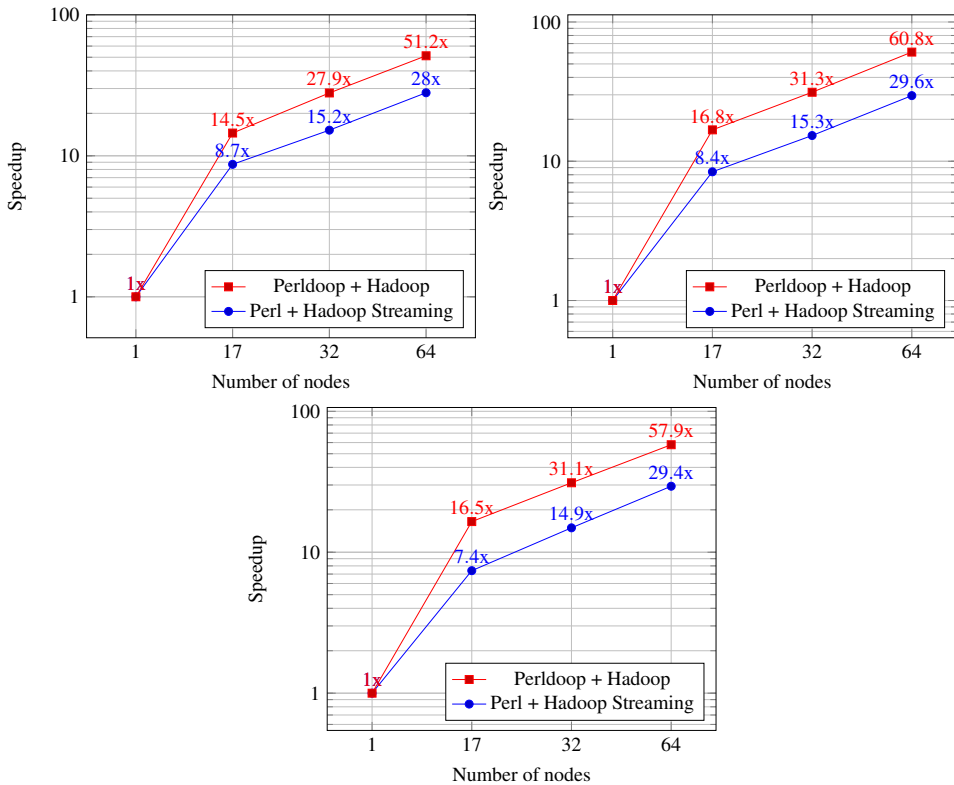 100
10
1
Speedup
51.2x
27.9x
28x
14.5x
15.2x
8.7x
1x
1x
Perldoop + Hadoop
Perl + Hadoop Streaming
1 17 32 64
Number of nodes
100
10
1
Speedup
60.8x
31.3x
29.6x
16.8x
15.3x
8.4x
1x
1x
Perldoop + Hadoop
Perl + Hadoop Streaming
1 17 32 64
Number of nodes
100
10
1
Speedup
57.9x
31.1x
29.4x
16.5x
14.9x
7.4x
1x
1x
Perldoop + Hadoop
Perl + Hadoop Streaming
1 17 32 64
Number of nodes